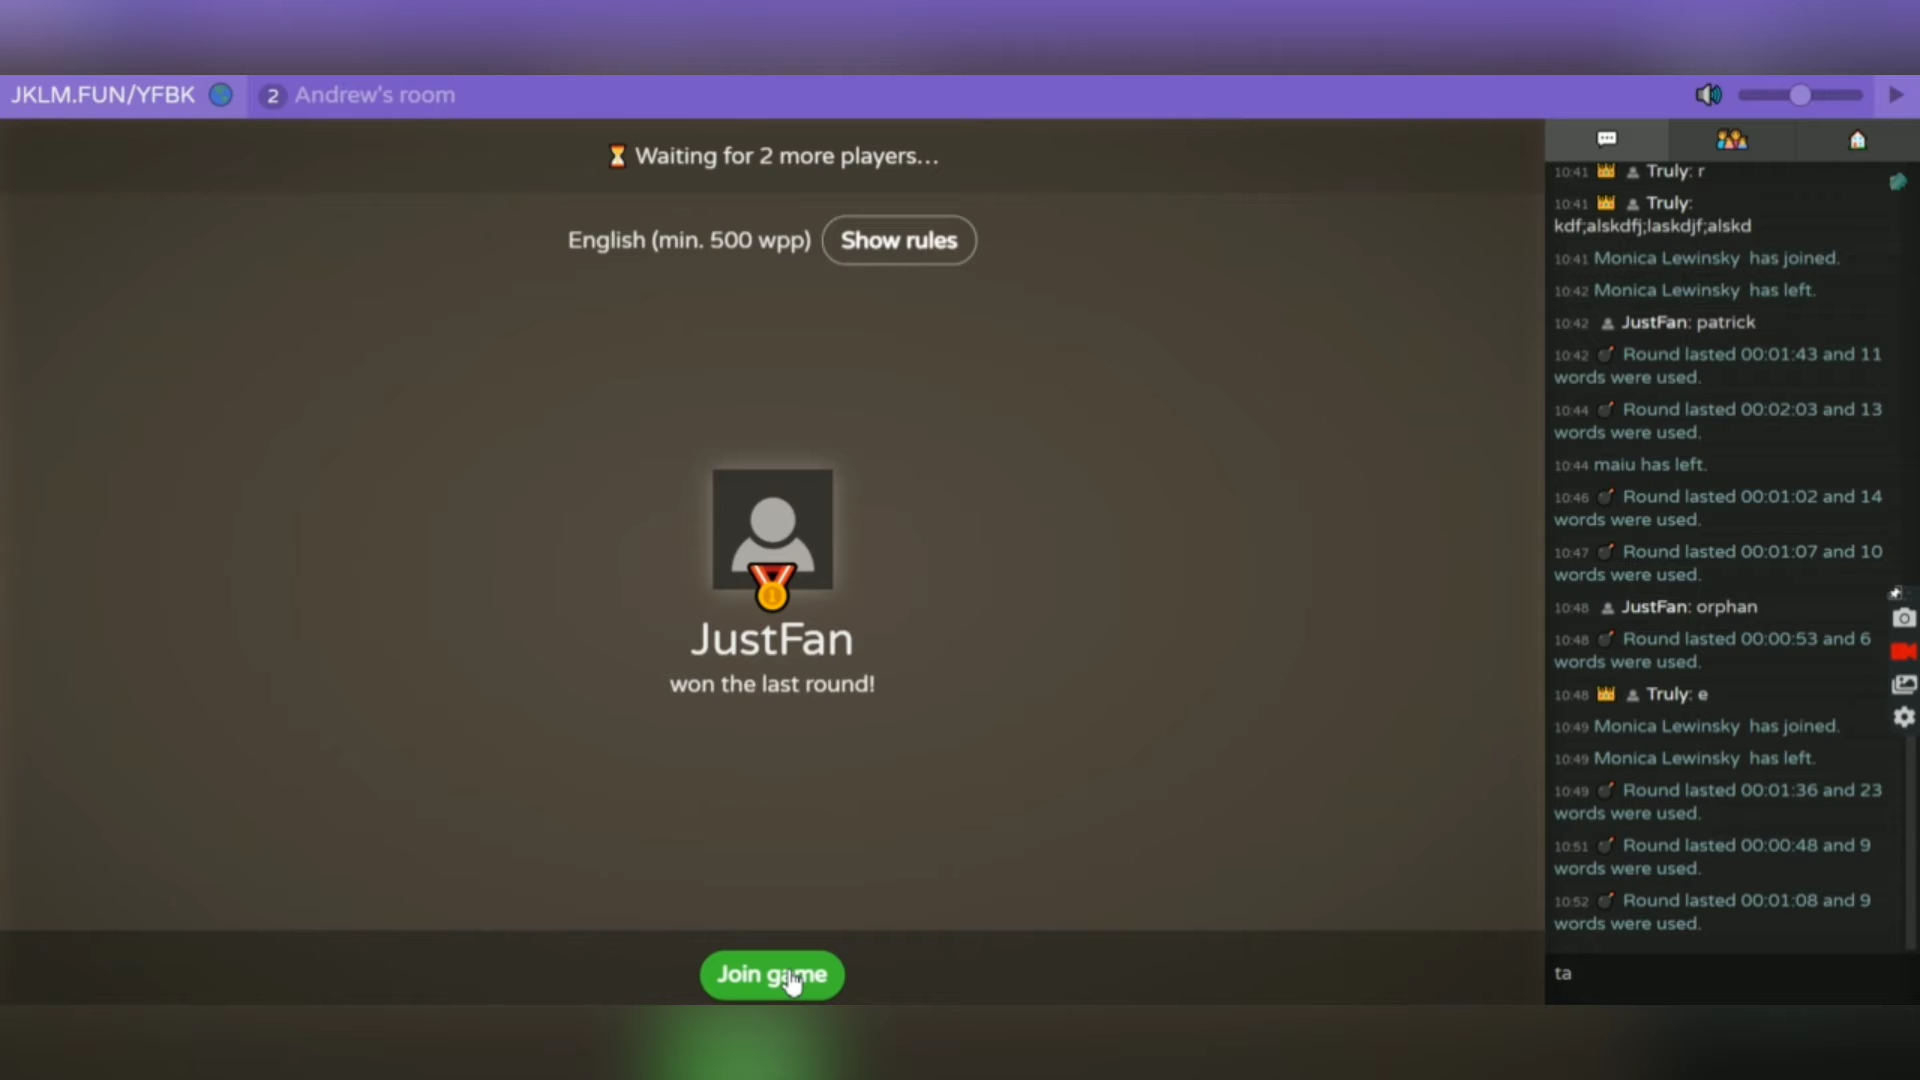 JKLM.FUN/YFBK
2 Andrew's room
Waiting for 2 more players...
English (min. 500 wpp) Show rules
1
JustFan
won the last round!
Join game
10:41 Truly: r
10:41 Truly:
kdf;alskdfj;laskdjf;alskd
10:41 Monica Lewinsky has joined.
10:42 Monica Lewinsky has left.
10:42 JustFan: patrick
10:42 Round lasted 00:01:43 and 11
words were used.
10:44 Round lasted 00:02:03 and 13
words were used.
10:44 maiu has left.
10:46 Round lasted 00:01:02 and 14
words were used.
10:47 Round lasted 00:01:07 and 10
words were used.
10:48 JustFan: orphan
10:48 Round lasted 00:00:53 and 6
words were used.
10:48 Truly: e
10:49 Monica Lewinsky has joined.
10:49 Monica Lewinsky has left.
10:49 Round lasted 00:01:36 and 23
words were used.
10:51 Round lasted 00:00:48 and 9
words were used.
10:52 Round lasted 00:01:08 and 9
words were used.
ta